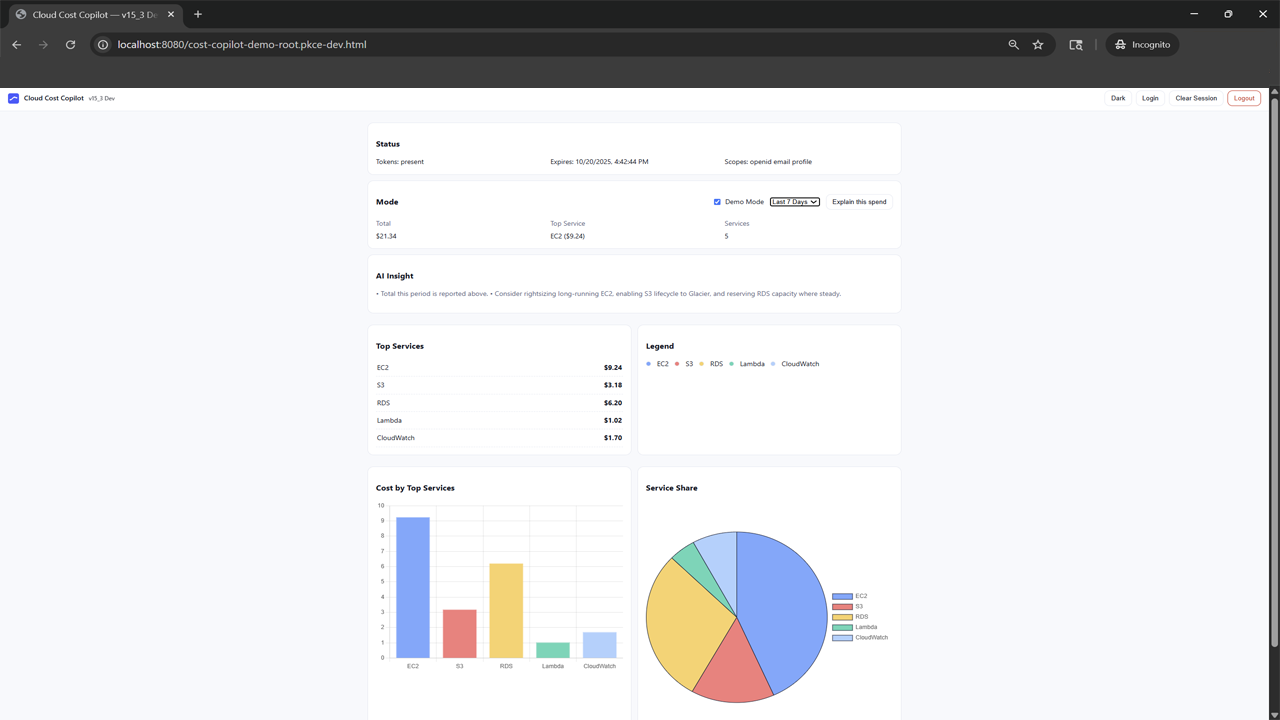 Cloud Cost Copilot — v15_3 De
localhost:8080/cost-copilot-demo-root.pkce-dev.html
Incognito
Cloud Cost Copilot v15_3 Dev
Dark Login Clear Session Logout
Status
Tokens: present Expires: 10/20/2025, 4:42:44 PM Scopes: openid email profile
Mode
Demo Mode Last 7 Days Explain this spend
Total Top Service Services
$21.34 EC2 ($9.24) 5
AI Insight
• Total this period is reported above. • Consider rightsizing long-running EC2, enabling S3 lifecycle to Glacier, and reserving RDS capacity where steady.
Top Services
EC2 $9.24
S3 $3.18
RDS $6.20
Lambda $1.02
CloudWatch $1.70
Legend
EC2 S3 RDS Lambda CloudWatch
Cost by Top Services
10
9
8
7
6
5
4
3
2
1
0
EC2 S3 RDS Lambda CloudWatch
Service Share
EC2
S3
RDS
Lambda
CloudWatch